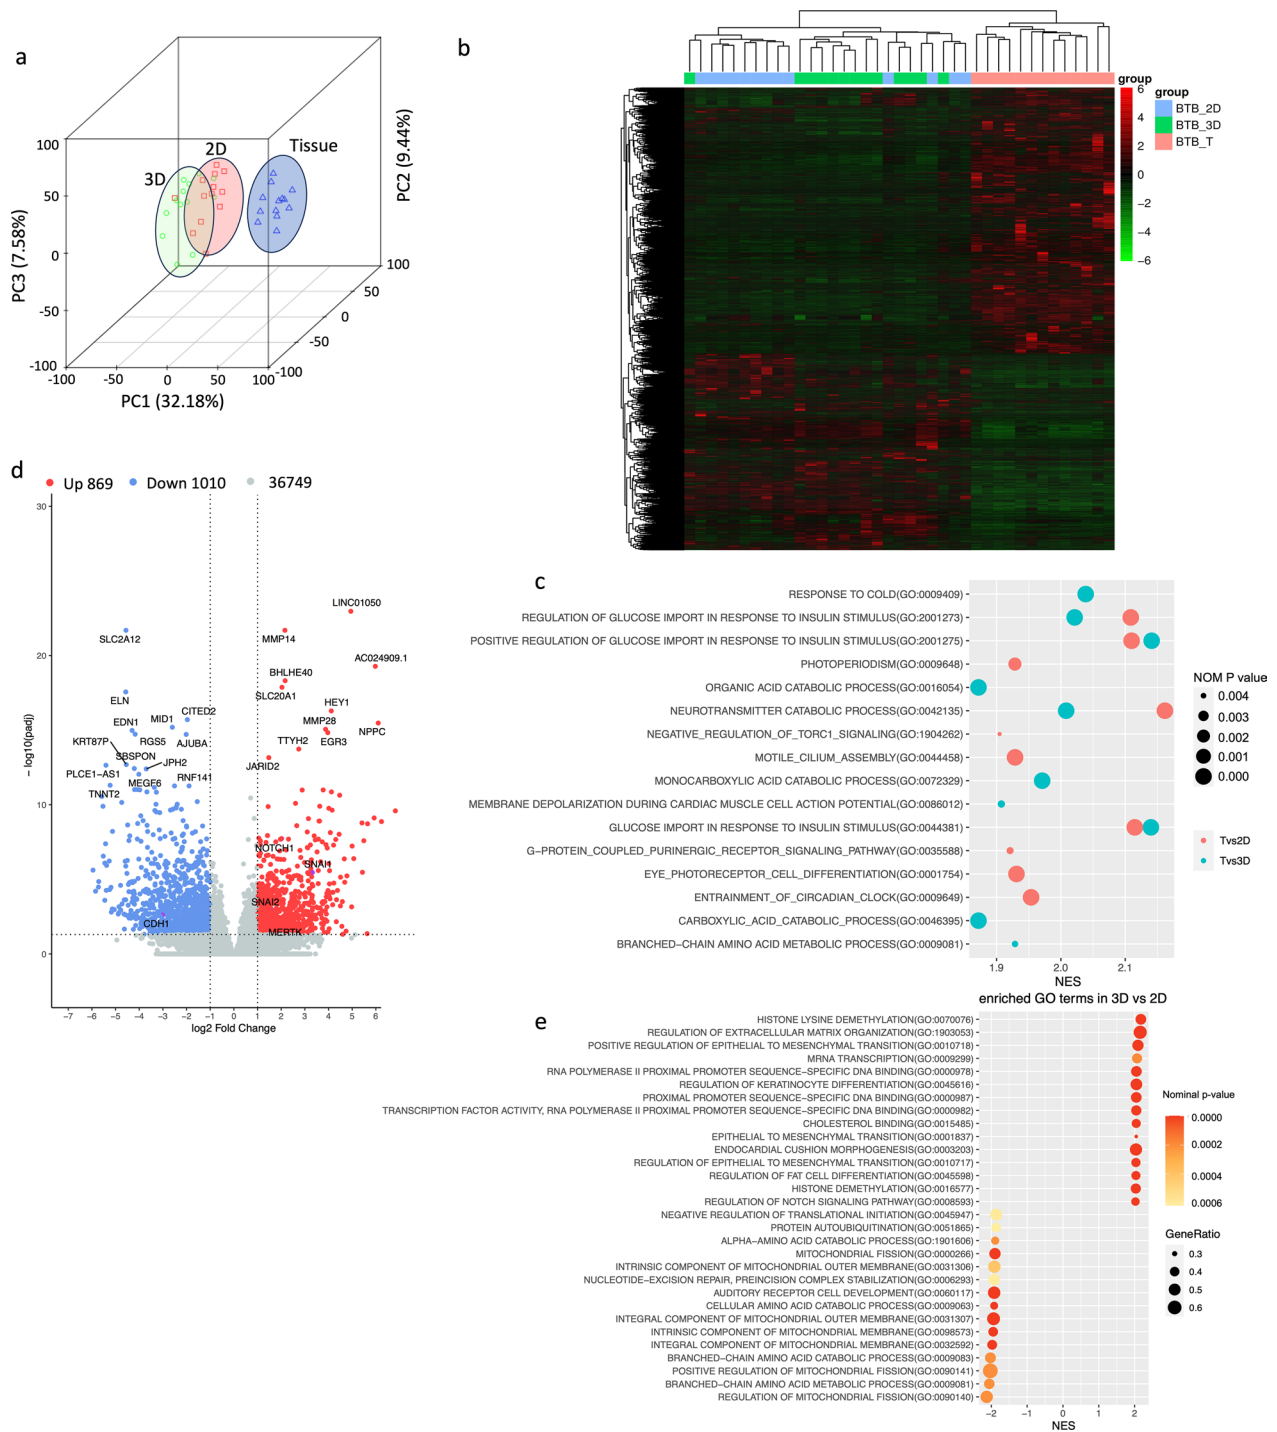 a
3D
2D
Tissue
100
50
0
-50
-100
PC3 (7.58%)
-100
-50
0
50
100
PC1 (32.18%)
-100
-50
0
50
100
PC2 (9.44%)
b
group
6
4
2
0
−2
−4
−6
group
BTB_2D
BTB_3D
BTB_T
c
RESPONSE TO COLD(GO:0009409)
REGULATION OF GLUCOSE IMPORT IN RESPONSE TO INSULIN STIMULUS(GO:2001273)
POSITIVE REGULATION OF GLUCOSE IMPORT IN RESPONSE TO INSULIN STIMULUS(GO:2001275)
PHOTOPERIODISM(GO:0009648)
ORGANIC ACID CATABOLIC PROCESS(GO:0016054)
NEUROTRANSMITTER CATABOLIC PROCESS(GO:0042135)
NEGATIVE_REGULATION_OF_TORC1_SIGNALING(GO:1904262)
MOTILE_CILIUM_ASSEMBLY(GO:0044458)
MONOCARBOXYLIC ACID CATABOLIC PROCESS(GO:0072329)
MEMBRANE DEPOLARIZATION DURING CARDIAC MUSCLE CELL ACTION POTENTIAL(GO:0086012)
GLUCOSE IMPORT IN RESPONSE TO INSULIN STIMULUS(GO:0044381)
G−PROTEIN_COUPLED_PURINERGIC_RECEPTOR_SIGNALING_PATHWAY(GO:0035588)
EYE_PHOTORECEPTOR_CELL_DIFFERENTIATION(GO:0001754)
ENTRAINMENT_OF_CIRCADIAN_CLOCK(GO:0009649)
CARBOXYLIC_ACID_CATABOLIC_PROCESS(GO:0046395)
BRANCHED−CHAIN AMINO ACID METABOLIC PROCESS(GO:0009081)
1.9
2.0
2.1
NES
NOM P value
0.004
0.003
0.002
0.001
0.000
Tvs2D
Tvs3D
d
Up 869
Down 1010
36749
30
20
10
0
− log10(padj)
LINC01050
SLC2A12
MMP14
AC024909.1
BHLHE40
SLC20A1
ELN
HEY1
CITED2
MID1
EDN1
MMP28
NPPC
KRT87P
RGS5
AJUBA
TTYH2
EGR3
SBSPON
JPH2
JARID2
PLCE1−AS1
MEGF6
RNF141
TNNT2
NOTCH1
SNAI1
SNAI2
CDH1
MERTK
−7
−6
−5
−4
−3
−2
−1
0
1
2
3
4
5
6
log2 Fold Change
e
enriched GO terms in 3D vs 2D
HISTONE LYSINE DEMETHYLATION(GO:0070076)
REGULATION OF EXTRACELLULAR MATRIX ORGANIZATION(GO:1903053)
POSITIVE REGULATION OF EPITHELIAL TO MESENCHYMAL TRANSITION(GO:0010718)
MRNA TRANSCRIPTION(GO:0009299)
RNA POLYMERASE II PROXIMAL PROMOTER SEQUENCE−SPECIFIC DNA BINDING(GO:0000978)
REGULATION OF KERATINOCYTE DIFFERENTIATION(GO:0045616)
PROXIMAL PROMOTER SEQUENCE−SPECIFIC DNA BINDING(GO:0000987)
TRANSCRIPTION FACTOR ACTIVITY, RNA POLYMERASE II PROXIMAL PROMOTER SEQUENCE−SPECIFIC DNA BINDING(GO:0000982)
CHOLESTEROL BINDING(GO:0015485)
EPITHELIAL TO MESENCHYMAL TRANSITION(GO:0001837)
ENDOCARDIAL CUSHION MORPHOGENESIS(GO:0003203)
REGULATION OF EPITHELIAL TO MESENCHYMAL TRANSITION(GO:0010717)
REGULATION OF FAT CELL DIFFERENTIATION(GO:0045598)
HISTONE DEMETHYLATION(GO:0016577)
REGULATION OF NOTCH SIGNALING PATHWAY(GO:0008593)
NEGATIVE REGULATION OF TRANSLATIONAL INITIATION(GO:0045947)
PROTEIN AUTOUBIQUITINATION(GO:0051865)
ALPHA−AMINO ACID CATABOLIC PROCESS(GO:1901606)
MITOCHONDRIAL FISSION(GO:0000266)
INTRINSIC COMPONENT OF MITOCHONDRIAL OUTER MEMBRANE(GO:0031306)
NUCLEOTIDE−EXCISION REPAIR, PREINCISION COMPLEX STABILIZATION(GO:0006293)
AUDITORY RECEPTOR CELL DEVELOPMENT(GO:0060117)
CELLULAR AMINO ACID CATABOLIC PROCESS(GO:0009063)
INTEGRAL COMPONENT OF MITOCHONDRIAL OUTER MEMBRANE(GO:0031307)
INTRINSIC COMPONENT OF MITOCHONDRIAL MEMBRANE(GO:0098573)
INTEGRAL COMPONENT OF MITOCHONDRIAL MEMBRANE(GO:0032592)
BRANCHED−CHAIN AMINO ACID CATABOLIC PROCESS(GO:0009083)
POSITIVE REGULATION OF MITOCHONDRIAL FISSION(GO:0090141)
BRANCHED−CHAIN AMINO ACID METABOLIC PROCESS(GO:0009081)
REGULATION OF MITOCHONDRIAL FISSION(GO:0090140)
−2
−1
0
1
2
NES
Nominal p-value
0.0000
0.0002
0.0004
0.0006
GeneRatio
0.3
0.4
0.5
0.6